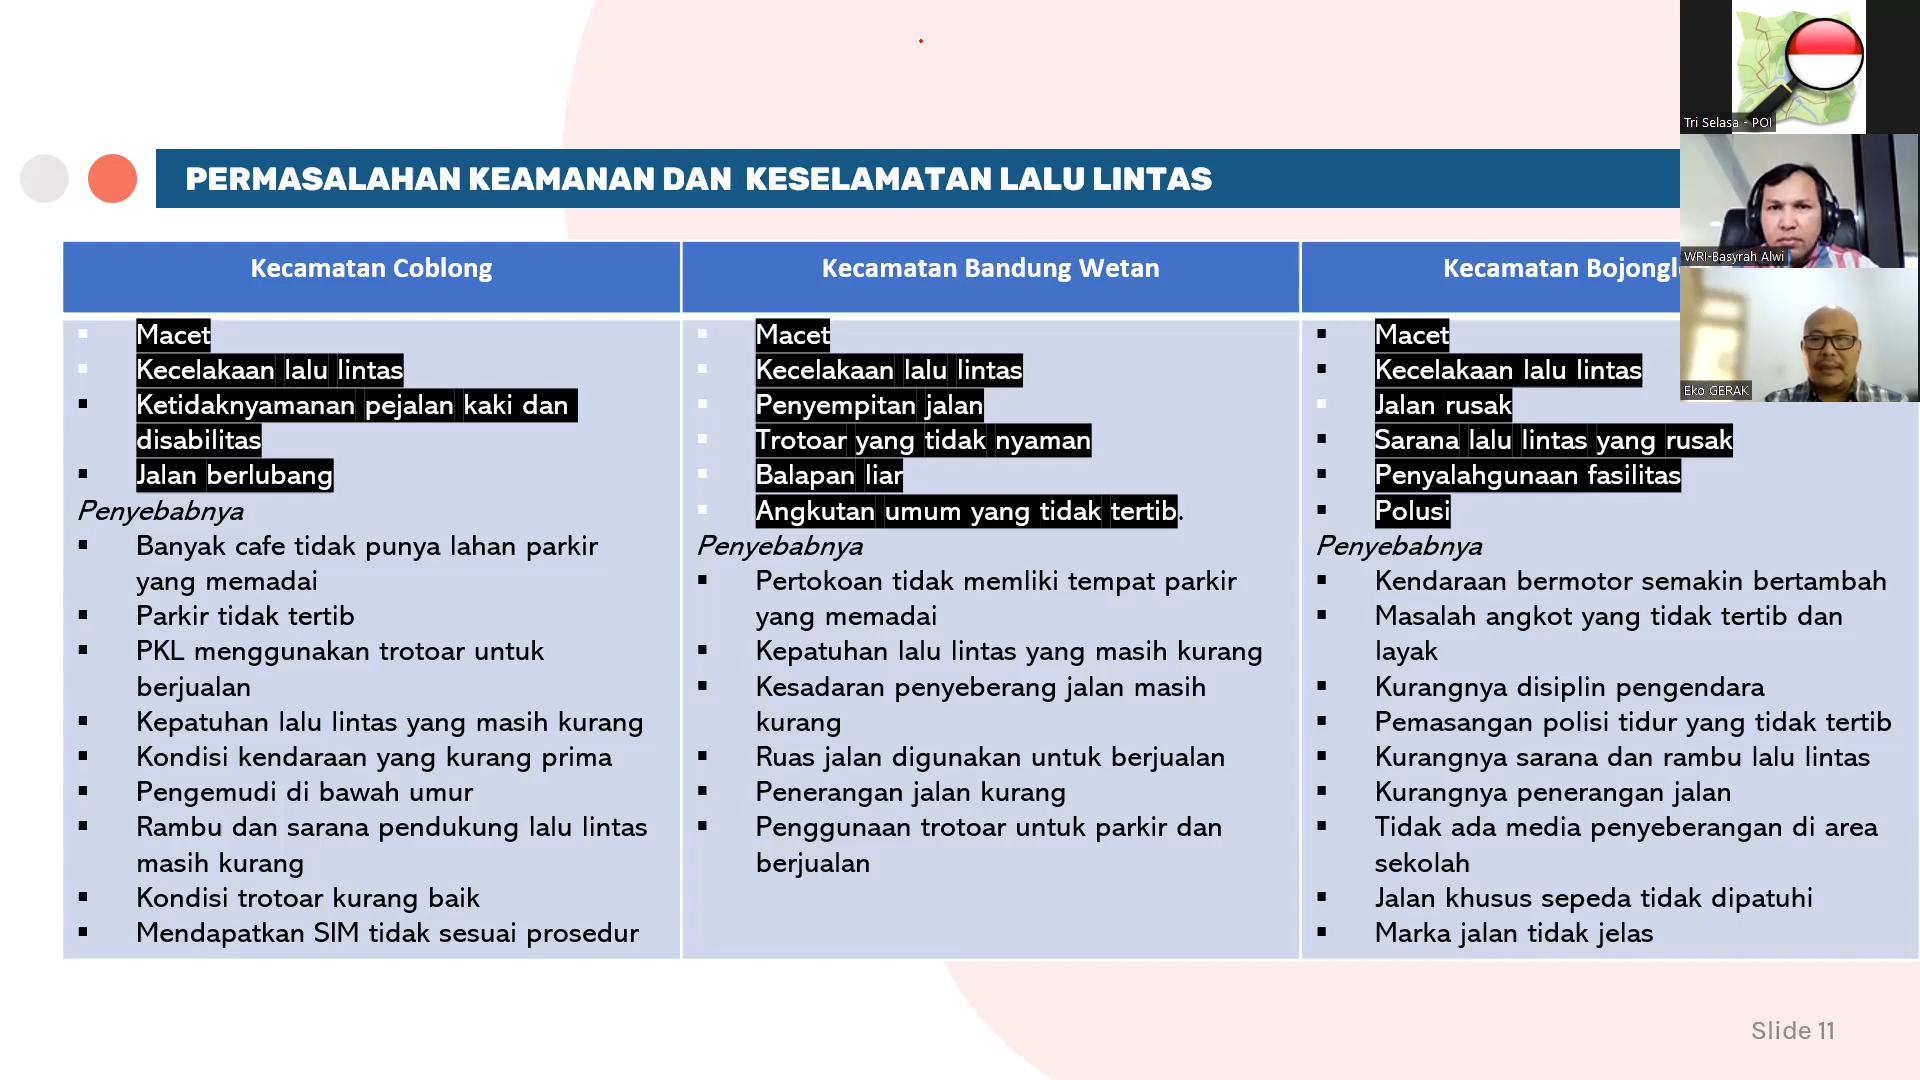 PERMASALAHAN KEAMANAN DAN KESELAMATAN LALU LINTAS
Kecamatan Coblong
Macet
Kecelakaan lalu lintas
Ketidaknyamanan pejalan kaki dan
disabilitas
Jalan berlubang
Penyebabnya
Banyak cafe tidak punya lahan parkir
yang memadai
Parkir tidak tertib
PKL menggunakan trotoar untuk
berjualan
Kepatuhan lalu lintas yang masih kurang
Kondisi kendaraan yang kurang prima
Pengemudi di bawah umur
Rambu dan sarana pendukung lalu lintas
masih kurang
Kondisi trotoar kurang baik
Mendapatkan SIM tidak sesuai prosedur
Kecamatan Bandung Wetan
Macet
Kecelakaan lalu lintas
Penyempitan jalan
Trotoar yang tidak nyaman
Balapan liar
Angkutan umum yang tidak tertib.
Penyebabnya
Pertokoan tidak memliki tempat parkir
yang memadai
Kepatuhan lalu lintas yang masih kurang
Kesadaran penyeberang jalan masih
kurang
Ruas jalan digunakan untuk berjualan
Penerangan jalan kurang
Penggunaan trotoar untuk parkir dan
berjualan
Kecamatan
Macet
Kecelakaan lalu lintas
Jalan rusak
Sarana lalu lintas yang rusak
Penyalahgunaan fasilitas
Polusi
Penyebabnya
Kendaraan bermotor semakin bertambah
Masalah angkot yang tidak tertib dan
layak
Kurangnya disiplin pengendara
Pemasangan polisi tidur yang tidak tertib
Kurangnya sarana dan rambu lalu lintas
Kurangnya penerangan jalan
Tidak ada media penyeberangan di area
sekolah
Jalan khusus sepeda tidak dipatuhi
Marka jalan tidak jelas
Tri Selasa - POI
WRI-Basyrah Alwi
Eko GERAK
Slide 11